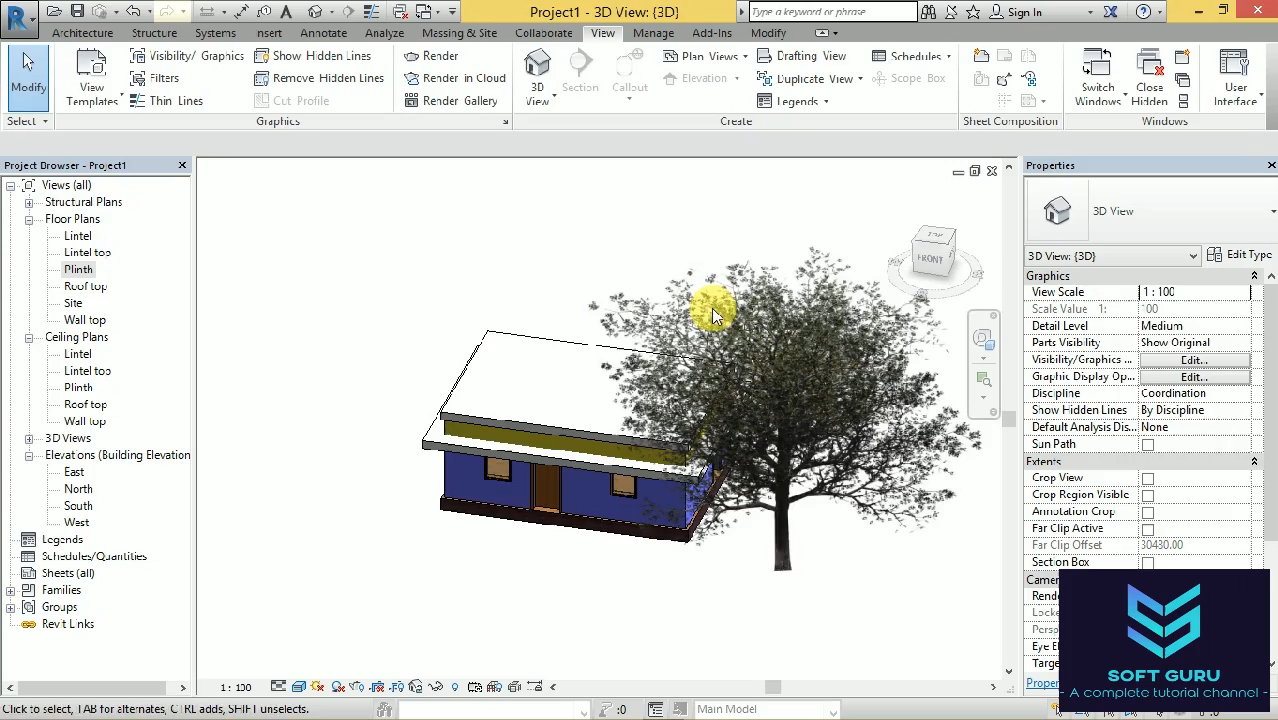 Project1 - 3D View: {3D}
Type a keyword or phrase
Sign In
Architecture
Structure
Systems
Insert
Annotate
Analyze
Massing & Site
Collaborate
View
Manage
Add-Ins
Modify
Modify
Select
View
Templates
Visibility/ Graphics
Filters
Thin Lines
Show Hidden Lines
Remove Hidden Lines
Cut Profile
Graphics
Render
Render in Cloud
Render Gallery
3D
View
Section
Callout
Plan Views
Elevation
Drafting View
Duplicate View
Legends
Schedules
Scope Box
Create
Sheet Composition
Switch
Windows
Close
Hidden
Windows
User
Interface
Project Browser - Project1
Views (all)
Structural Plans
Floor Plans
Lintel
Lintel top
Plinth
Roof top
Site
Wall top
Ceiling Plans
Lintel
Lintel top
Plinth
Roof top
Wall top
3D Views
Elevations (Building Elevation
East
North
South
West
Legends
Schedules/Quantities
Sheets (all)
Families
Groups
Revit Links
TOP
FRONT
Properties
3D View
3D View: {3D}
Edit Type
Graphics
View Scale 1 : 100
Scale Value 1: 100
Detail Level Medium
Parts Visibility Show Original
Visibility/Graphics ... Edit...
Graphic Display Op... Edit...
Discipline Coordination
Show Hidden Lines By Discipline
Default Analysis Dis... None
Sun Path
Extents
Crop View
Crop Region Visible
Annotation Crop
Far Clip Active
Far Clip Offset 30430.00
Section Box
SOFT GURU
- A complete tutorial channel -
1 : 100
Click to select, TAB for alternates, CTRL adds, SHIFT unselects.
:0
Main Model